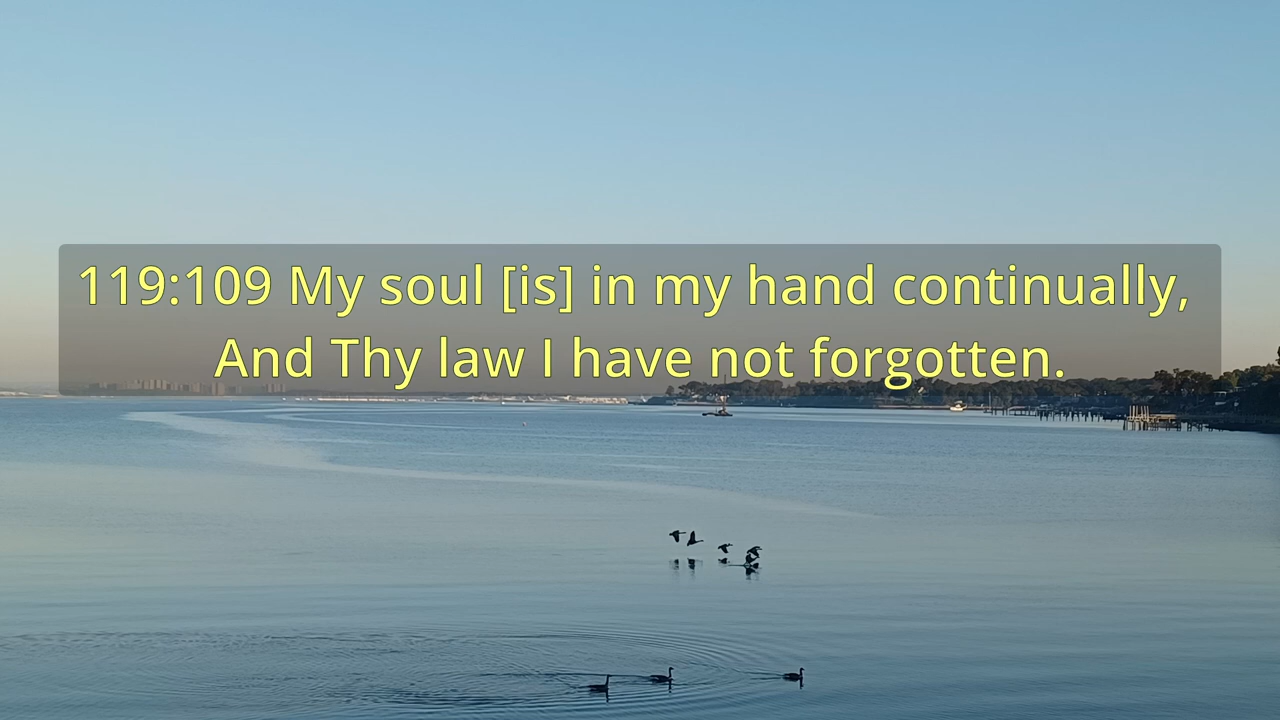 119:109 My soul [is] in my hand continually,
And Thy law I have not forgotten.